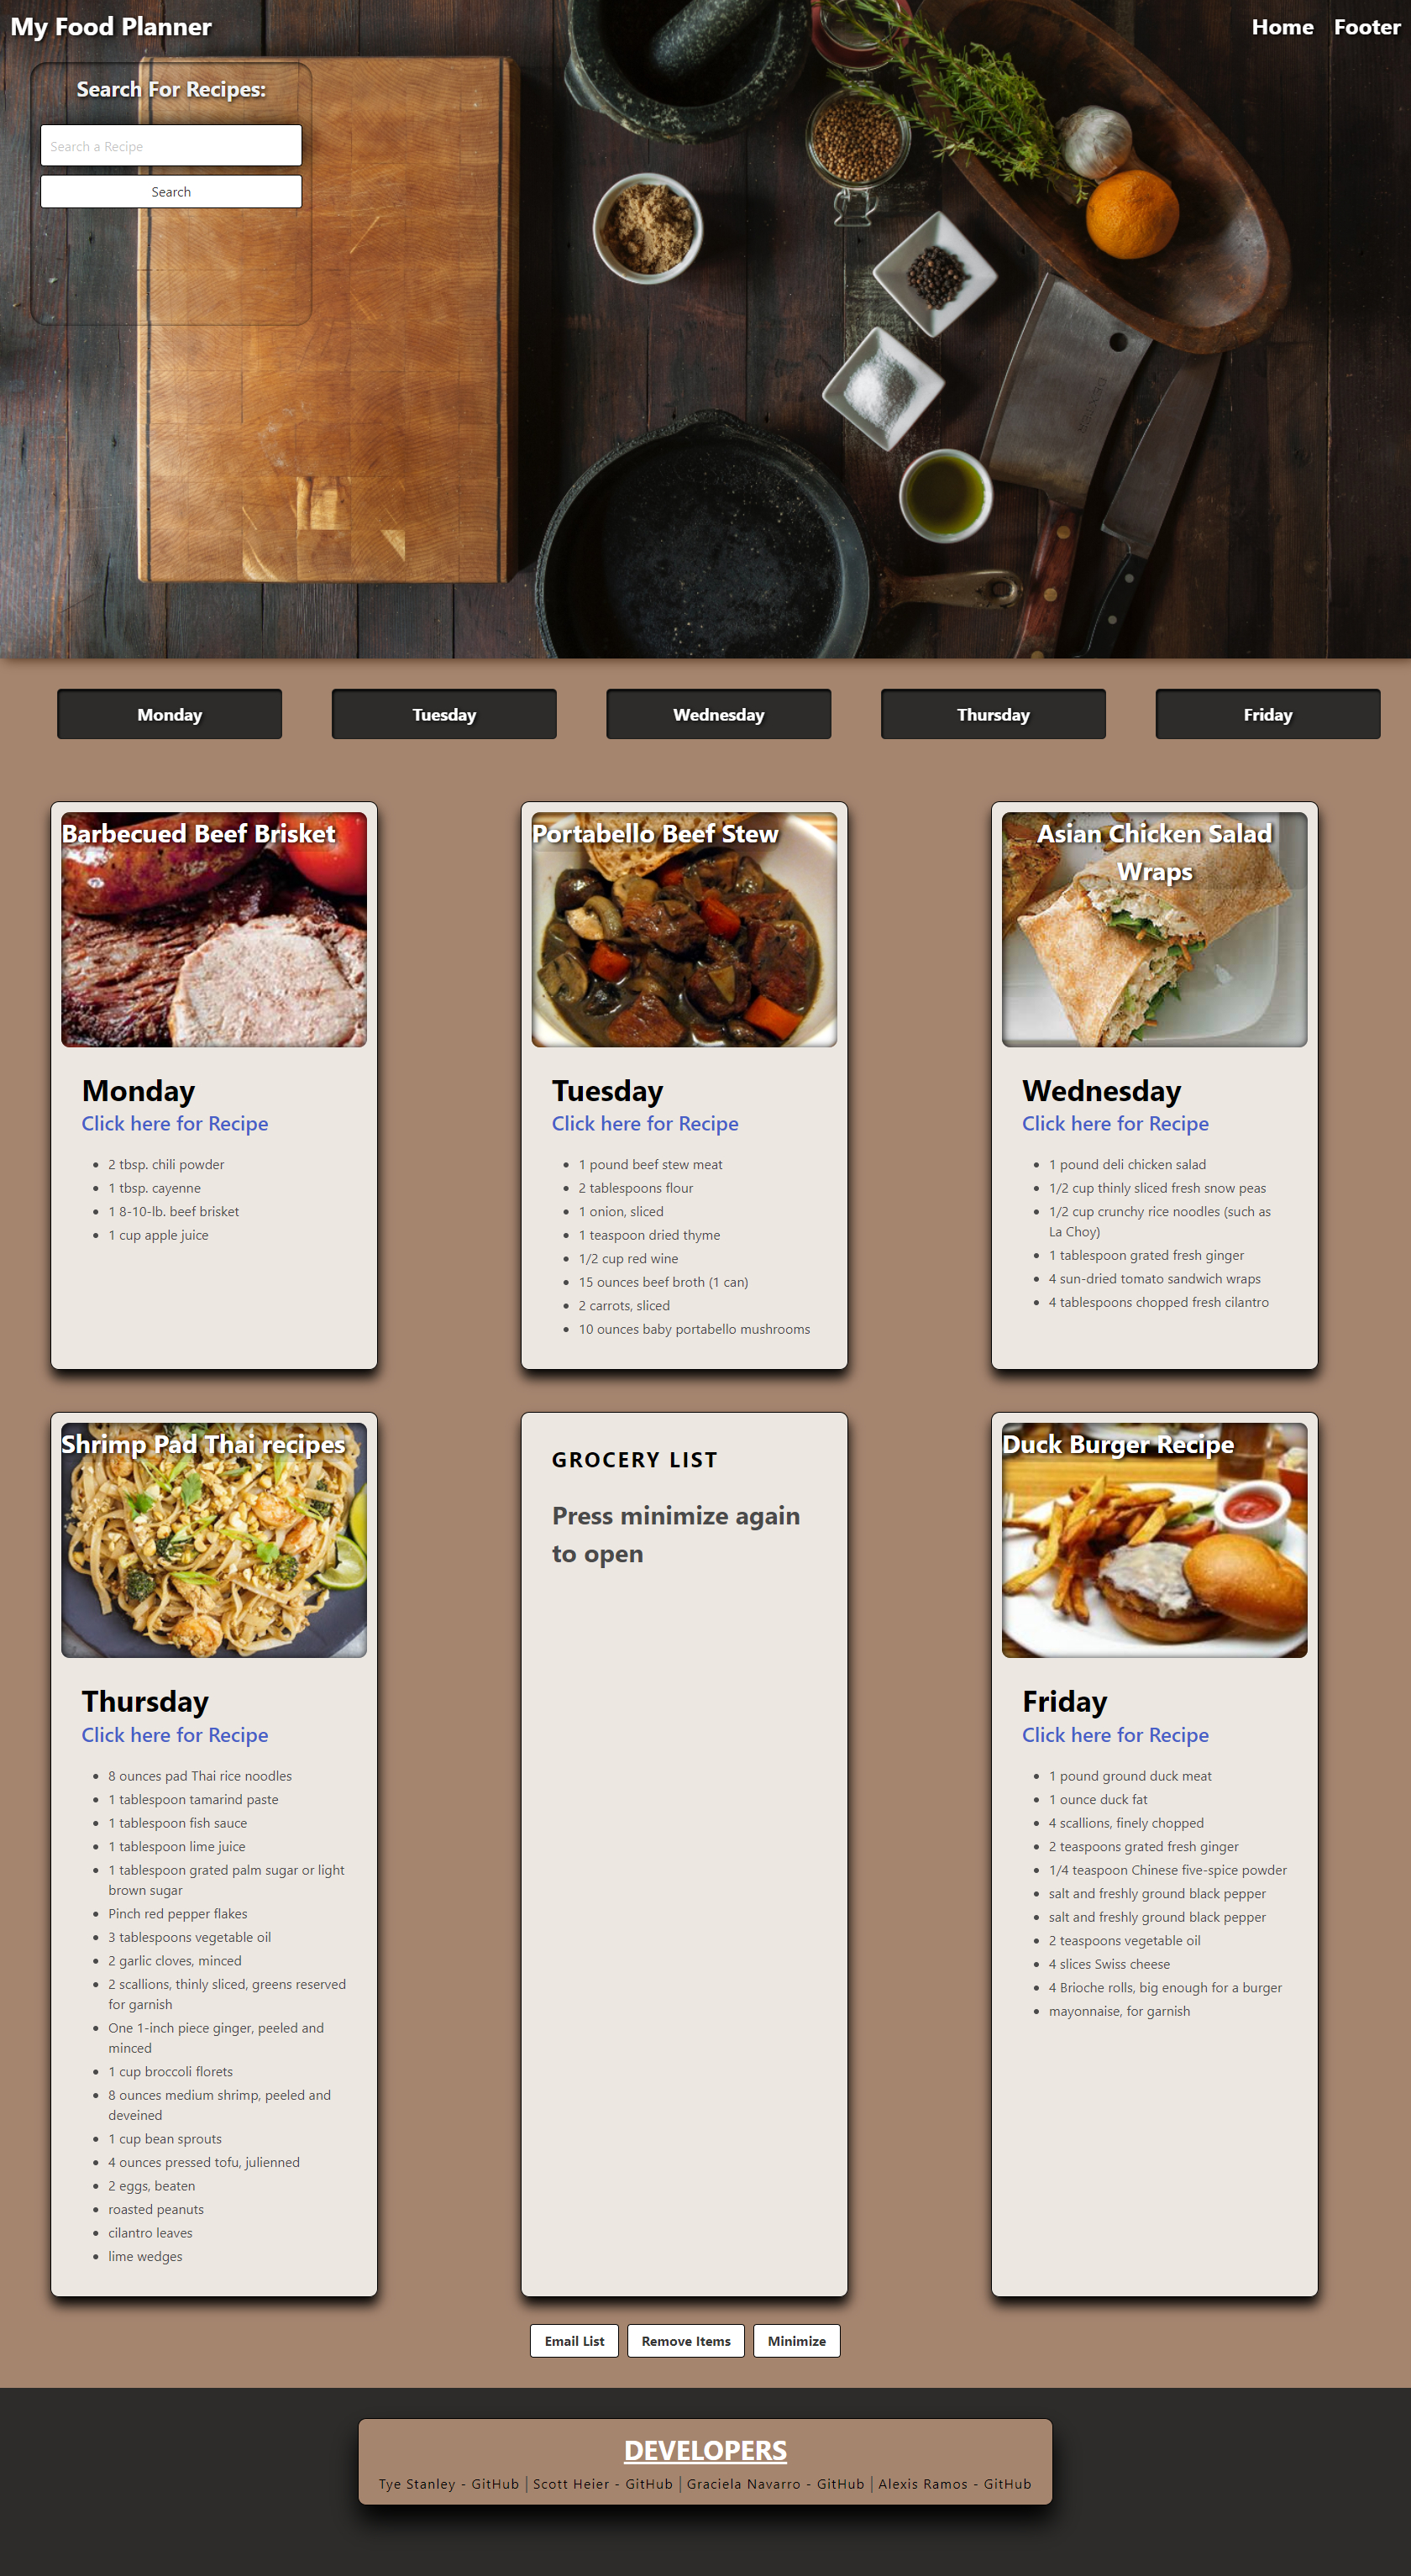 My Food Planner
Home
Footer
Search For Recipes:
Search a Recipe
Search
Monday
Tuesday
Wednesday
Thursday
Friday
Barbecued Beef Brisket
Monday
Click here for Recipe
2 tbsp. chili powder
1 tbsp. cayenne
1 8-10-lb. beef brisket
1 cup apple juice
Portabello Beef Stew
Tuesday
Click here for Recipe
1 pound beef stew meat
2 tablespoons flour
1 onion, sliced
1 teaspoon dried thyme
1/2 cup red wine
15 ounces beef broth (1 can)
2 carrots, sliced
10 ounces baby portabello mushrooms
Asian Chicken Salad
Wraps
Wednesday
Click here for Recipe
1 pound deli chicken salad
1/2 cup thinly sliced fresh snow peas
1/2 cup crunchy rice noodles (such as
La Choy)
1 tablespoon grated fresh ginger
4 sun-dried tomato sandwich wraps
4 tablespoons chopped fresh cilantro
Shrimp Pad Thai recipes
Thursday
Click here for Recipe
8 ounces pad Thai rice noodles
1 tablespoon tamarind paste
1 tablespoon fish sauce
1 tablespoon lime juice
1 tablespoon grated palm sugar or light
brown sugar
Pinch red pepper flakes
3 tablespoons vegetable oil
2 garlic cloves, minced
2 scallions, thinly sliced, greens reserved
for garnish
One 1-inch piece ginger, peeled and
minced
1 cup broccoli florets
8 ounces medium shrimp, peeled and
deveined
1 cup bean sprouts
4 ounces pressed tofu, julienned
2 eggs, beaten
roasted peanuts
cilantro leaves
lime wedges
GROCERY LIST
Press minimize again
to open
Duck Burger Recipe
Friday
Click here for Recipe
1 pound ground duck meat
1 ounce duck fat
4 scallions, finely chopped
2 teaspoons grated fresh ginger
1/4 teaspoon Chinese five-spice powder
salt and freshly ground black pepper
salt and freshly ground black pepper
2 teaspoons vegetable oil
4 slices Swiss cheese
4 Brioche rolls, big enough for a burger
mayonnaise, for garnish
Email List
Remove Items
Minimize
DEVELOPERS
Tye Stanley - GitHub | Scott Heier - GitHub | Graciela Navarro - GitHub | Alexis Ramos - GitHub